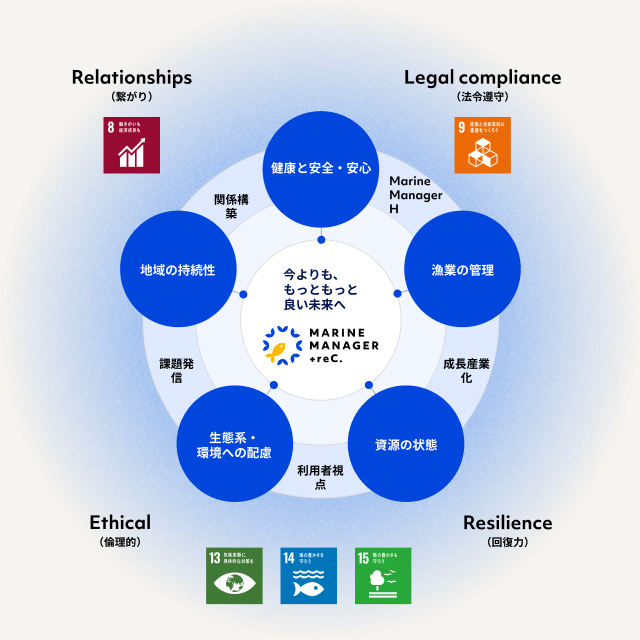 Relationships
(繋がり)
Legal compliance
(法令遵守)
8 働きがいも
経済成長も
9 産業と技術革新の
基盤をつくろう
健康と安全・安心
Marine
Manager
H
関係構
築
地域の持続性
漁業の管理
今よりも、
もっともっと
良い未来へ
MARINE
MANAGER
+reC.
課題発
信
成長産業
化
生態系・
環境への配慮
資源の状態
利用者視
点
Ethical
(倫理的)
Resilience
(回復力)
13 気候変動に
具体的な対策を
14 海の豊かさを
守ろう
15 陸の豊かさも
守ろう